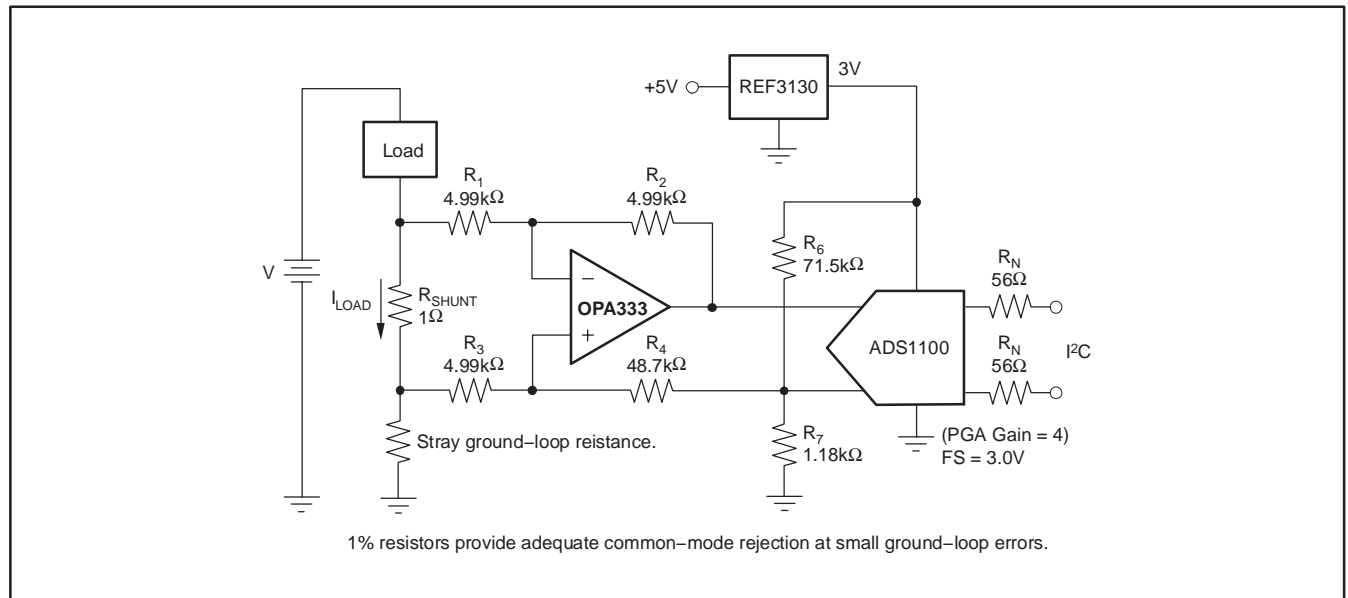 REF3130
3V
+5V
Load
R1
4.99kΩ
R2
4.99kΩ
R6
71.5kΩ
RN
56Ω
V
ILOAD
RSHUNT
1Ω
OPA333
−
+
ADS1100
RN
56Ω
I²C
R3
4.99kΩ
R4
48.7kΩ
Stray ground−loop reistance.
R7
1.18kΩ
(PGA Gain = 4)
FS = 3.0V
1% resistors provide adequate common−mode rejection at small ground−loop errors.